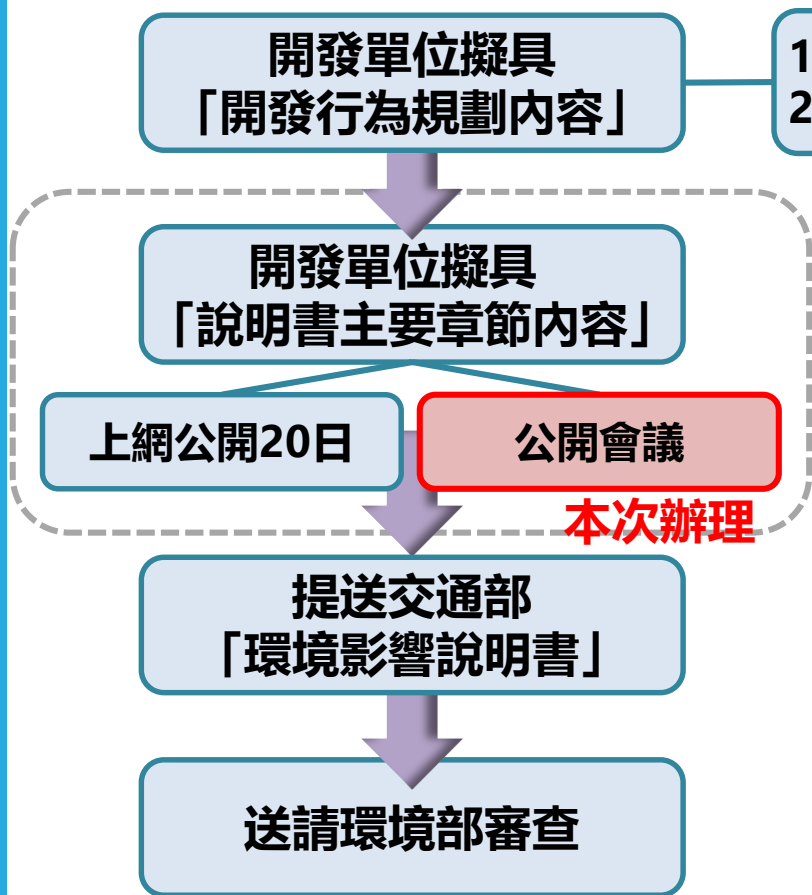 開發單位擬具
「開發行為規劃內容」
1
2
開發單位擬具
「說明書主要章節內容」
上網公開20日
公開會議
本次辦理
提送交通部
「環境影響說明書」
送請環境部審查